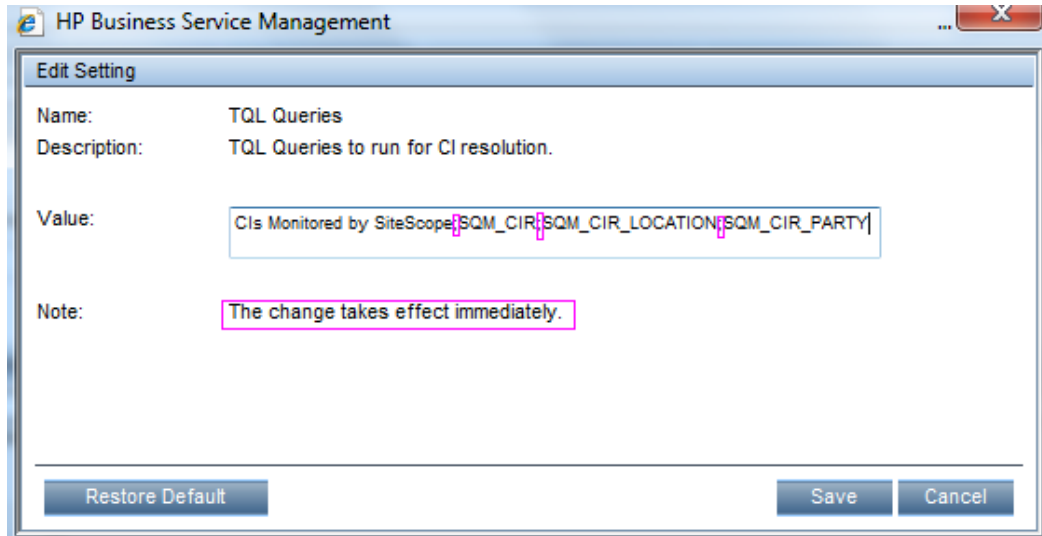 HP Business Service Management
...
X
Edit Setting
Name: TQL Queries
Description: TQL Queries to run for CI resolution.
Value: CIs Monitored by SiteScope;SQM_CIR;SQM_CIR_LOCATION;SQM_CIR_PARTY
Note: The change takes effect immediately.
Restore Default Save Cancel